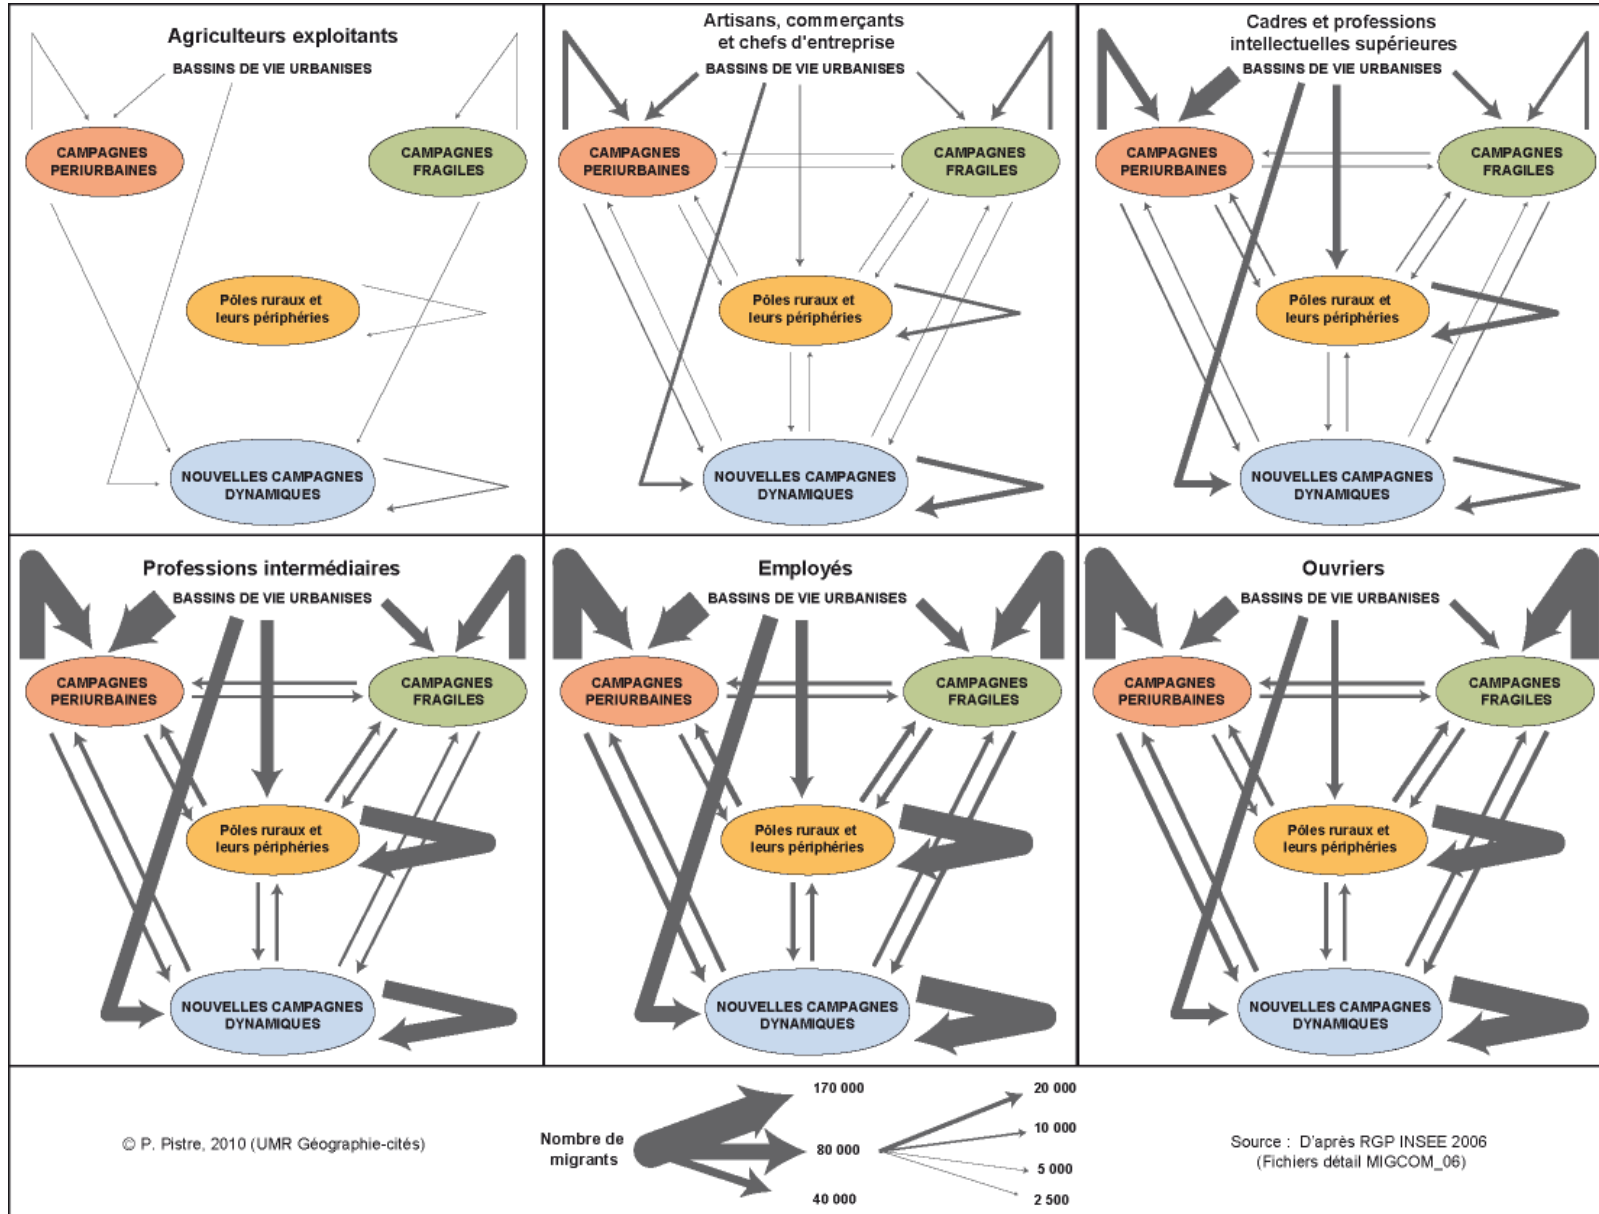 Agriculteurs exploitants
BASSINS DE VIE URBANISES
CAMPAGNES
PERIURBAINES
CAMPAGNES
FRAGILES
Pôles ruraux et
leurs périphéries
NOUVELLES CAMPAGNES
DYNAMIQUES
Artisans, commerçants
et chefs d'entreprise
BASSINS DE VIE URBANISES
CAMPAGNES
PERIURBAINES
CAMPAGNES
FRAGILES
Pôles ruraux et
leurs périphéries
NOUVELLES CAMPAGNES
DYNAMIQUES
Cadres et professions
intellectuelles supérieures
BASSINS DE VIE URBANISES
CAMPAGNES
PERIURBAINES
CAMPAGNES
FRAGILES
Pôles ruraux et
leurs périphéries
NOUVELLES CAMPAGNES
DYNAMIQUES
Professions intermédiaires
BASSINS DE VIE URBANISES
CAMPAGNES
PERIURBAINES
CAMPAGNES
FRAGILES
Pôles ruraux et
leurs périphéries
NOUVELLES CAMPAGNES
DYNAMIQUES
Employés
BASSINS DE VIE URBANISES
CAMPAGNES
PERIURBAINES
CAMPAGNES
FRAGILES
Pôles ruraux et
leurs périphéries
NOUVELLES CAMPAGNES
DYNAMIQUES
Ouvriers
BASSINS DE VIE URBANISES
CAMPAGNES
PERIURBAINES
CAMPAGNES
FRAGILES
Pôles ruraux et
leurs périphéries
NOUVELLES CAMPAGNES
DYNAMIQUES
© P. Pistre, 2010 (UMR Géographie-cités)
Nombre de
migrants
170 000
80 000
40 000
20 000
10 000
5 000
2 500
Source : D'après RGP INSEE 2006
(Fichiers détail MIGCOM_06)